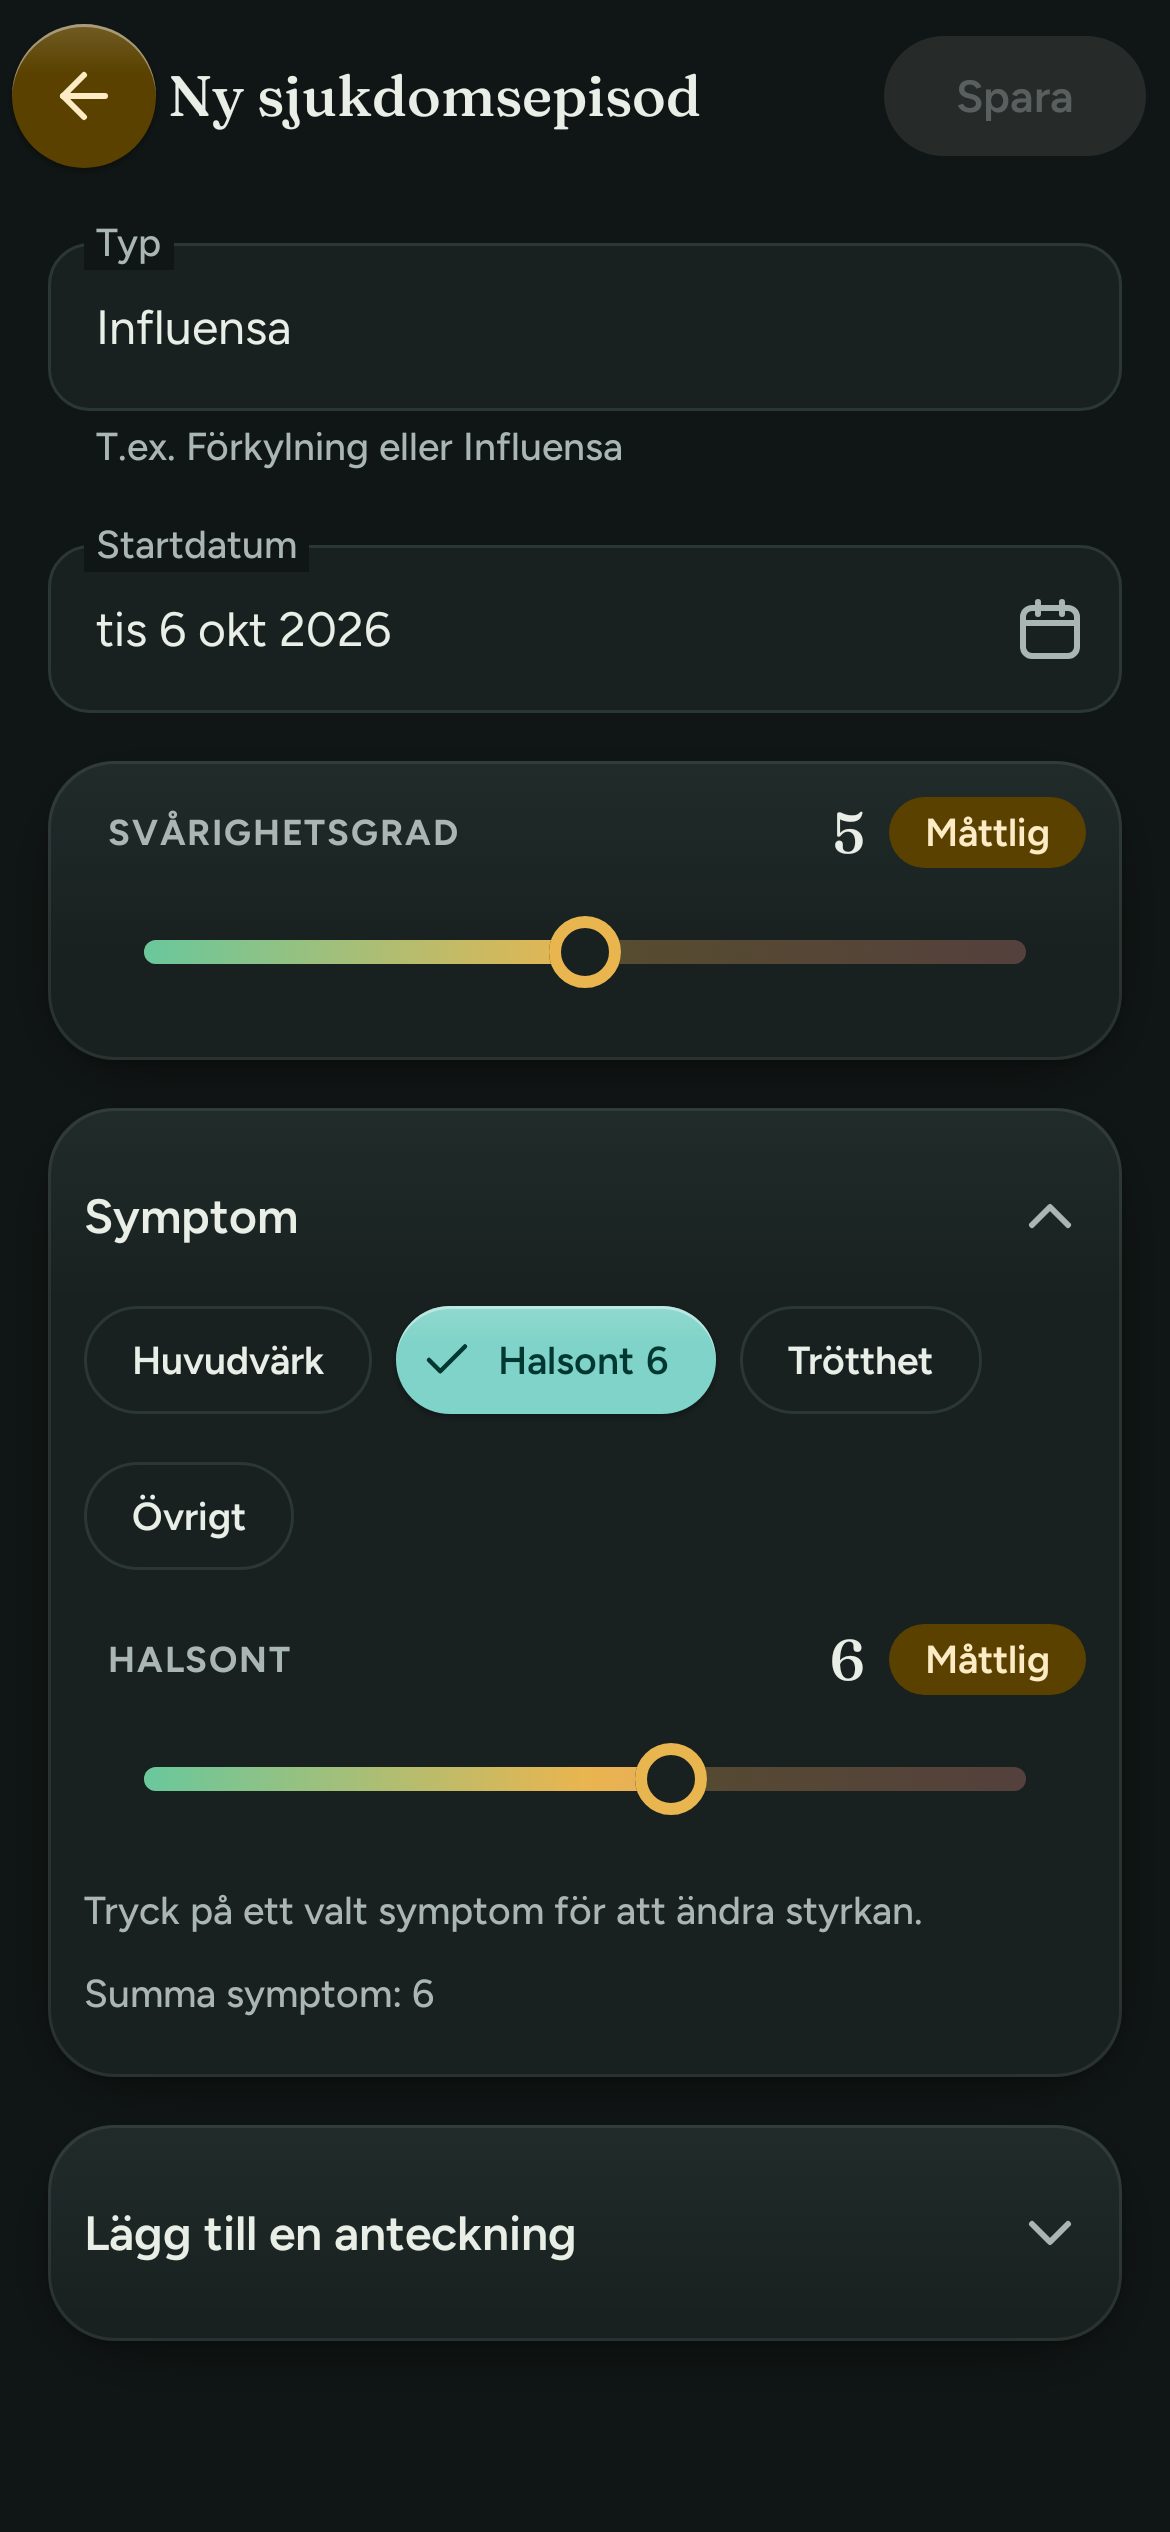 Ny sjukdomsepisod
Spara
Typ
Influensa
T.ex. Förkylning eller Influensa
Startdatum
tis 6 okt 2026
SVÅRIGHETSGRAD
5 Måttlig
Symptom
Huvudvärk Halsont 6 Trötthet
Övrigt
HALSONT
6 Måttlig
Tryck på ett valt symptom för att ändra styrkan.
Summa symptom: 6
Lägg till en anteckning